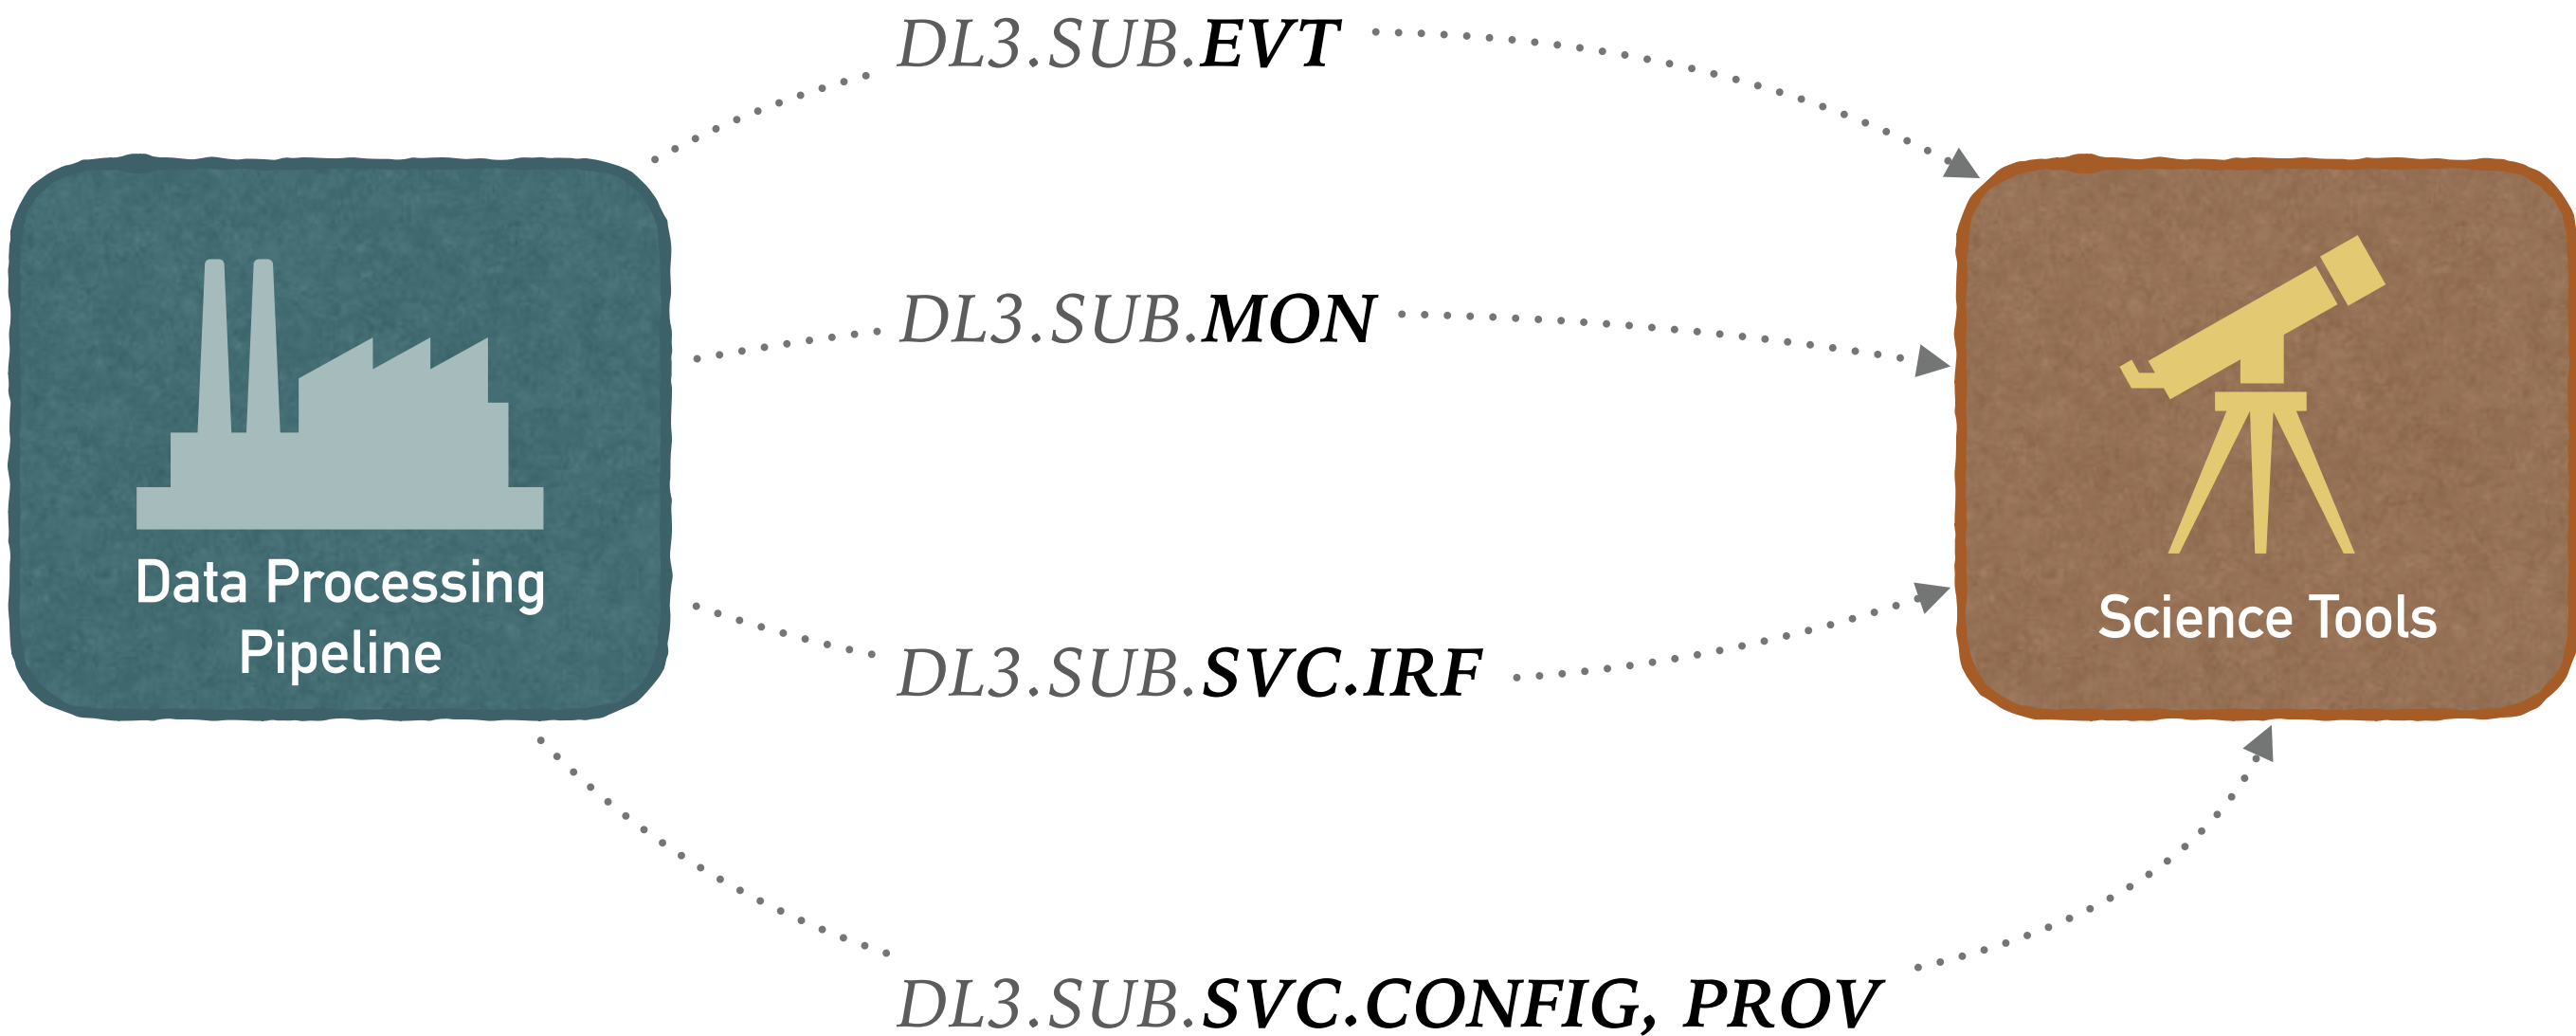 DL3.SUB.EVT
DL3.SUB.MON
Data Processing
Pipeline
Science Tools
DL3.SUB.SVC.IRF
DL3.SUB.SVC.CONFIG, PROV